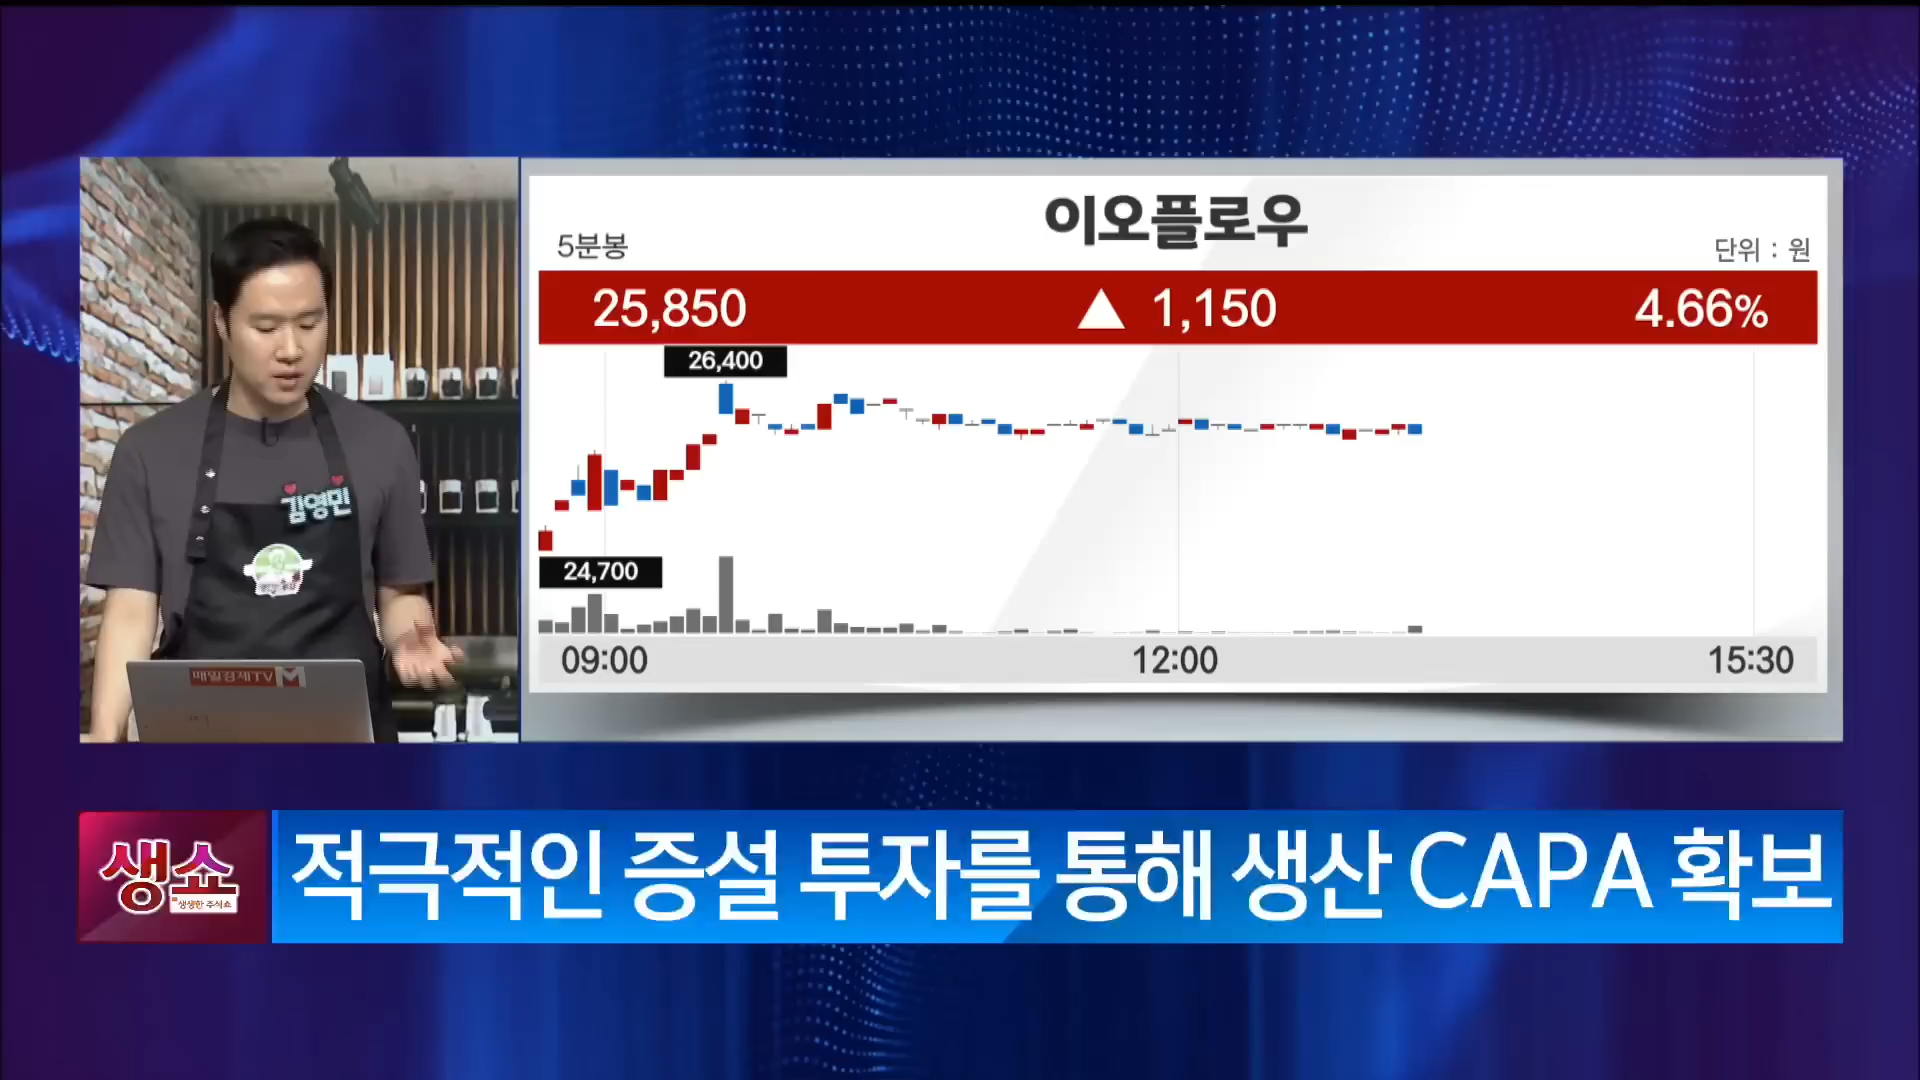 이오플로우
5분봉
단위 : 원
25,850 ▲ 1,150 4.66%
26,400
24,700
09:00 12:00 15:30
김영민
매일경제TV M
생쇼
생생한 주식쇼
적극적인 증설 투자를 통해 생산 CAPA 확보